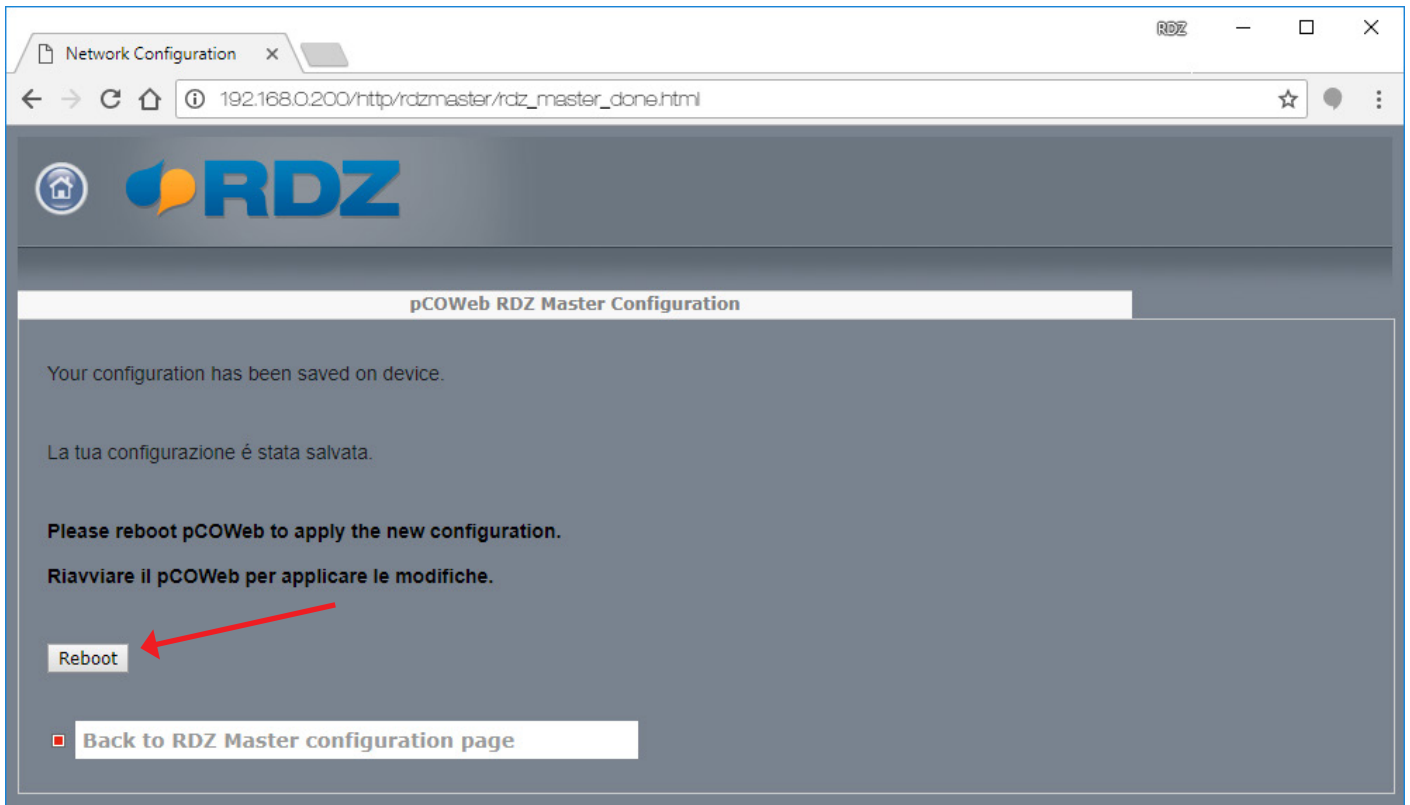 RDZ
Network Configuration
192.168.0.200/http/rdzmaster/rdz_master_done.html
RDZ
pCOWeb RDZ Master Configuration
Your configuration has been saved on device.
La tua configurazione é stata salvata.
Please reboot pCOWeb to apply the new configuration.
Riavviare il pCOWeb per applicare le modifiche.
Reboot
Back to RDZ Master configuration page